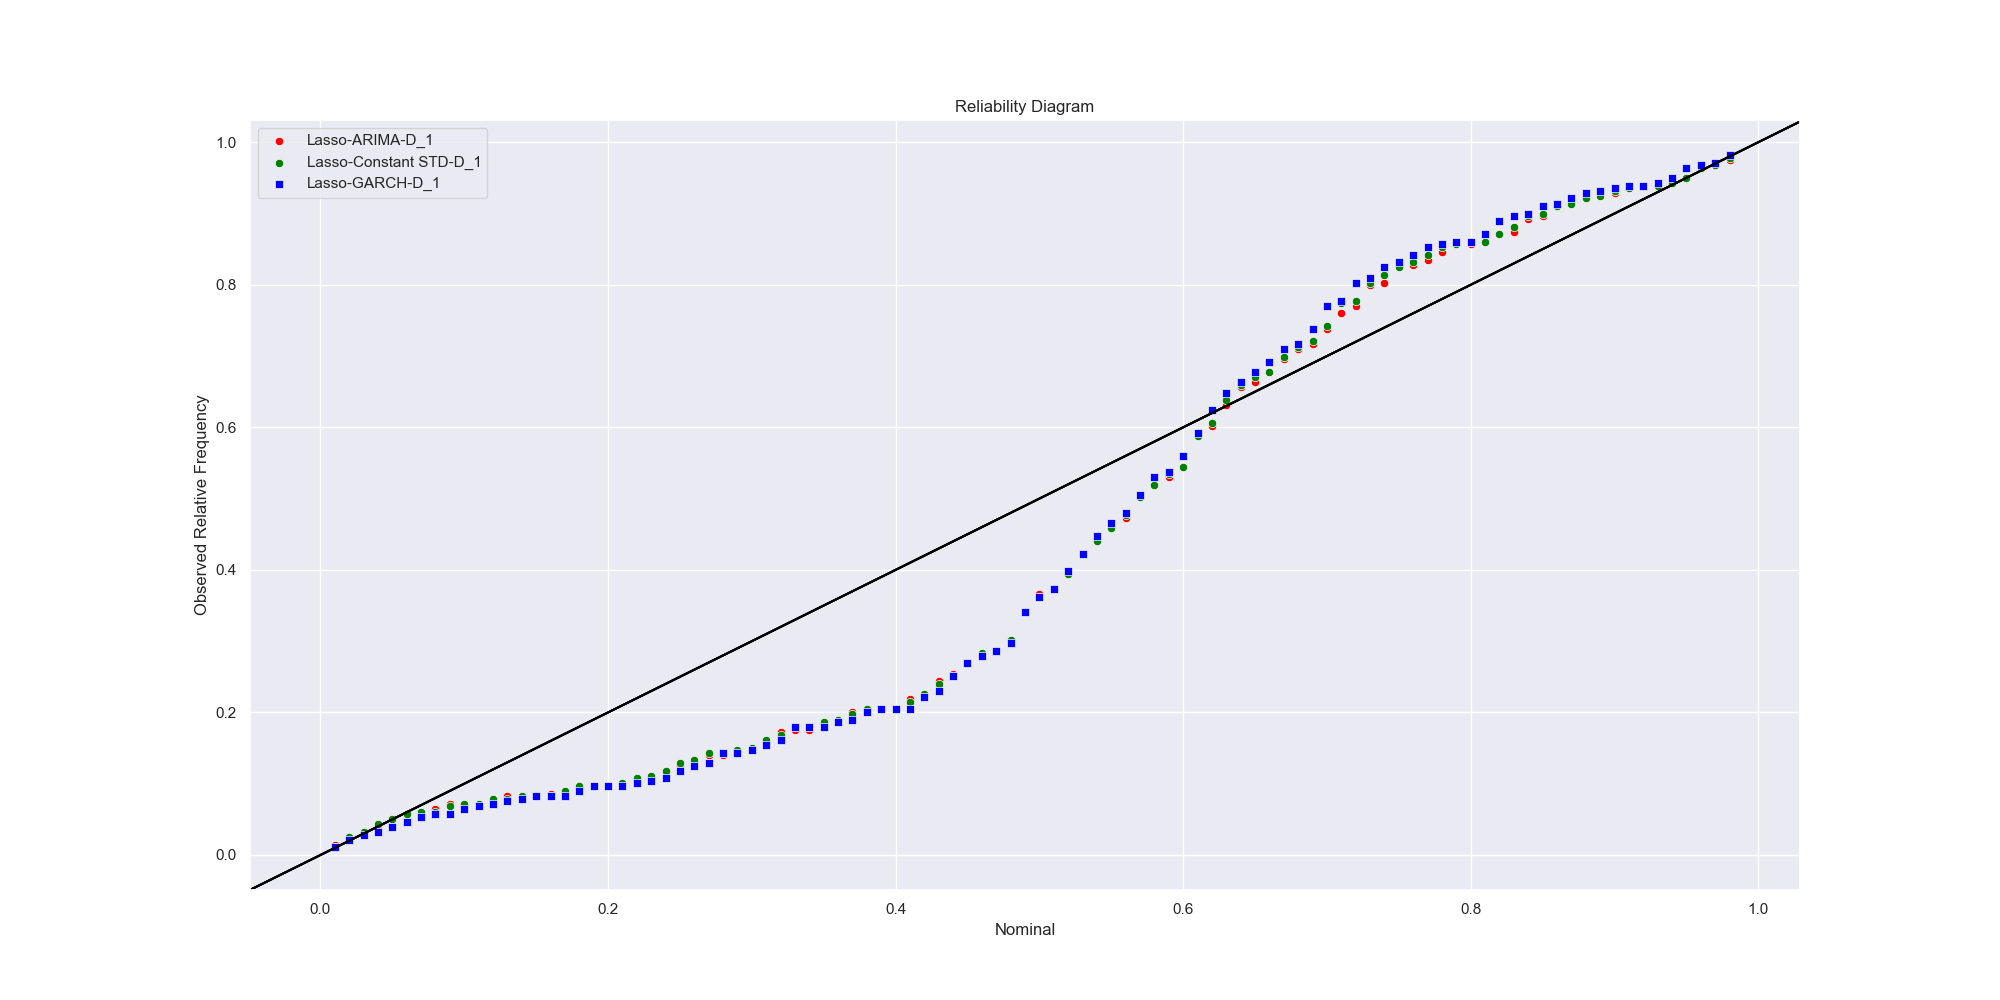 Reliability Diagram
Lasso-ARIMA-D_1
Lasso-Constant STD-D_1
Lasso-GARCH-D_1
1.0
0.8
0.6
0.4
0.2
0.0
Observed Relative Frequency
0.0 0.2 0.4 0.6 0.8 1.0
Nominal